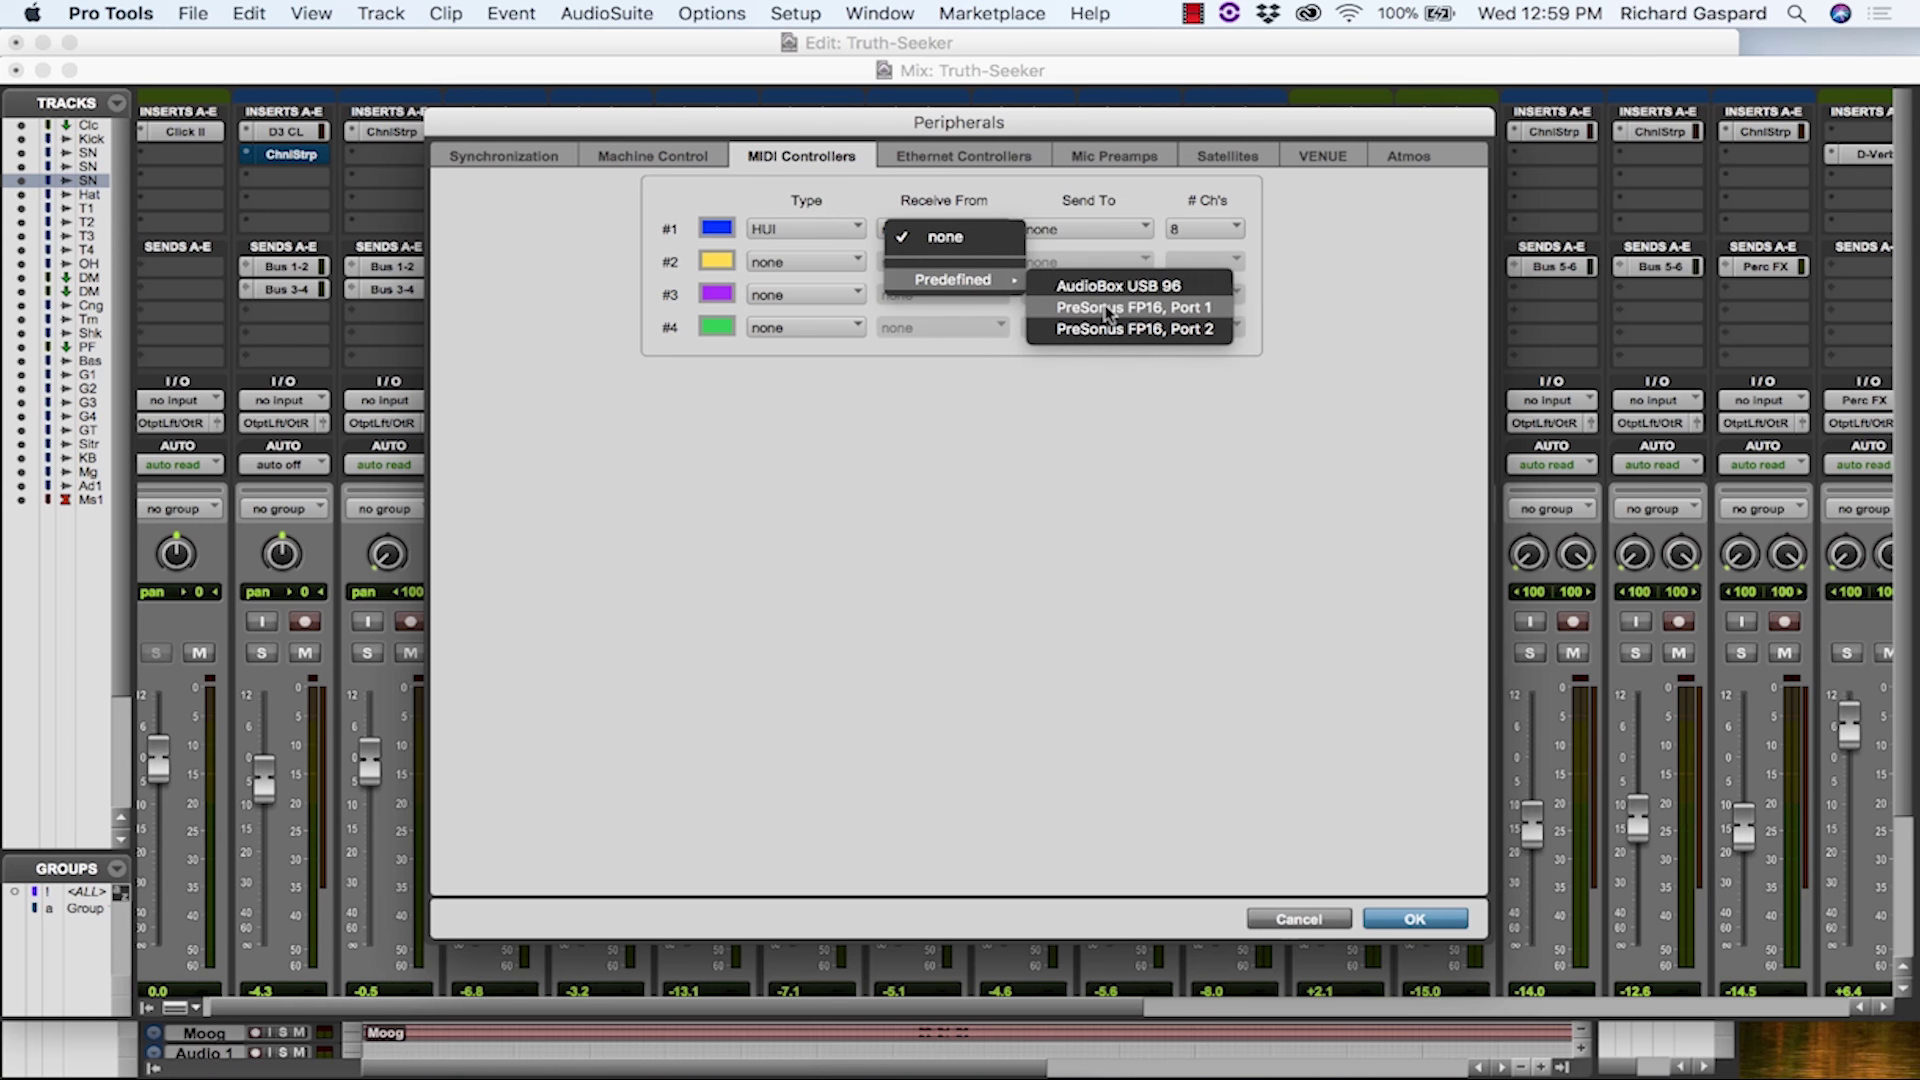 Pro Tools File Edit View Track Clip Event AudioSuite Options Setup Window Marketplace Help 100% Wed 12:59 PM Richard Gaspard
Edit: Truth-Seeker
Mix: Truth-Seeker
TRACKS
Clc
Kick
SN
SN
SN
Hat
T1
T2
T3
T4
OH
DM
DM
Cng
Tm
Shk
PF
Bas
G1
G2
G3
G4
GT
Sitr
KB
Mg
Ad1
Ms1
GROUPS
! <ALL>
a Group
INSERTS A-E INSERTS A-E INSERTS A-E
Click II D3 CL ChnlStrp
ChnlStrp
SENDS A-E SENDS A-E SENDS A-E
Bus 1-2 Bus 1-2
Bus 3-4 Bus 3-4
I/O I/O I/O
no input no input no input
OtptLft/OtR OtptLft/OtR OtptLft/OtR
AUTO AUTO AUTO
auto read auto off auto read
no group no group no group
pan 0 pan 0 pan 100
I I
S M S M S M
Peripherals
Synchronization Machine Control MIDI Controllers Ethernet Controllers Mic Preamps Satellites VENUE Atmos
Type Receive From Send To # Ch's
#1 HUI none none 8
#2 none none
#3 none none
#4 none none
Predefined
AudioBox USB 96
PreSonus FP16, Port 1
PreSonus FP16, Port 2
Cancel OK
INSERTS A-E INSERTS A-E INSERTS A-E INSERTS A
ChnlStrp ChnlStrp ChnlStrp
D-Verb
SENDS A-E SENDS A-E SENDS A-E SENDS A-E
Bus 5-6 Bus 5-6 Perc FX
I/O I/O I/O I/O
no input no input no input Perc FX
OtptLft/OtR OtptLft/OtR OtptLft/OtR OtptLft/Ot
AUTO AUTO AUTO AUTO
auto read auto read auto read auto read
no group no group no group no group
100 100 100 100 100 100 100 10
I I I
S M S M S M S M
0.0 -4.3 -0.5 -6.8 -3.2 -13.1 -7.1 -5.1 -4.6 -5.6 -8.0 +2.1 -15.0 -14.0 -12.6 -14.5 +6.4
Moog I S M Moog
Audio 1 I S M